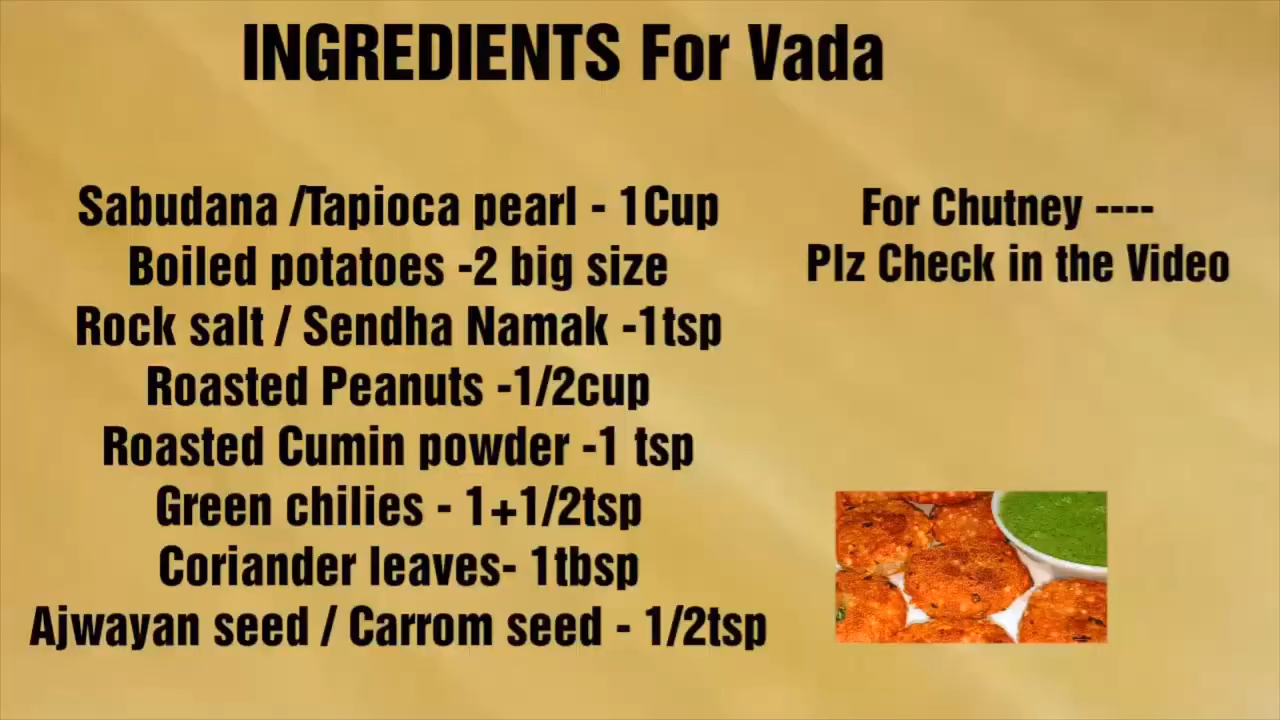 INGREDIENTS For Vada
Sabudana /Tapioca pearl - 1Cup
Boiled potatoes -2 big size
Rock salt / Sendha Namak -1tsp
Roasted Peanuts -1/2cup
Roasted Cumin powder -1 tsp
Green chilies - 1+1/2tsp
Coriander leaves- 1tbsp
Ajwayan seed / Carrom seed - 1/2tsp
For Chutney ----
Plz Check in the Video